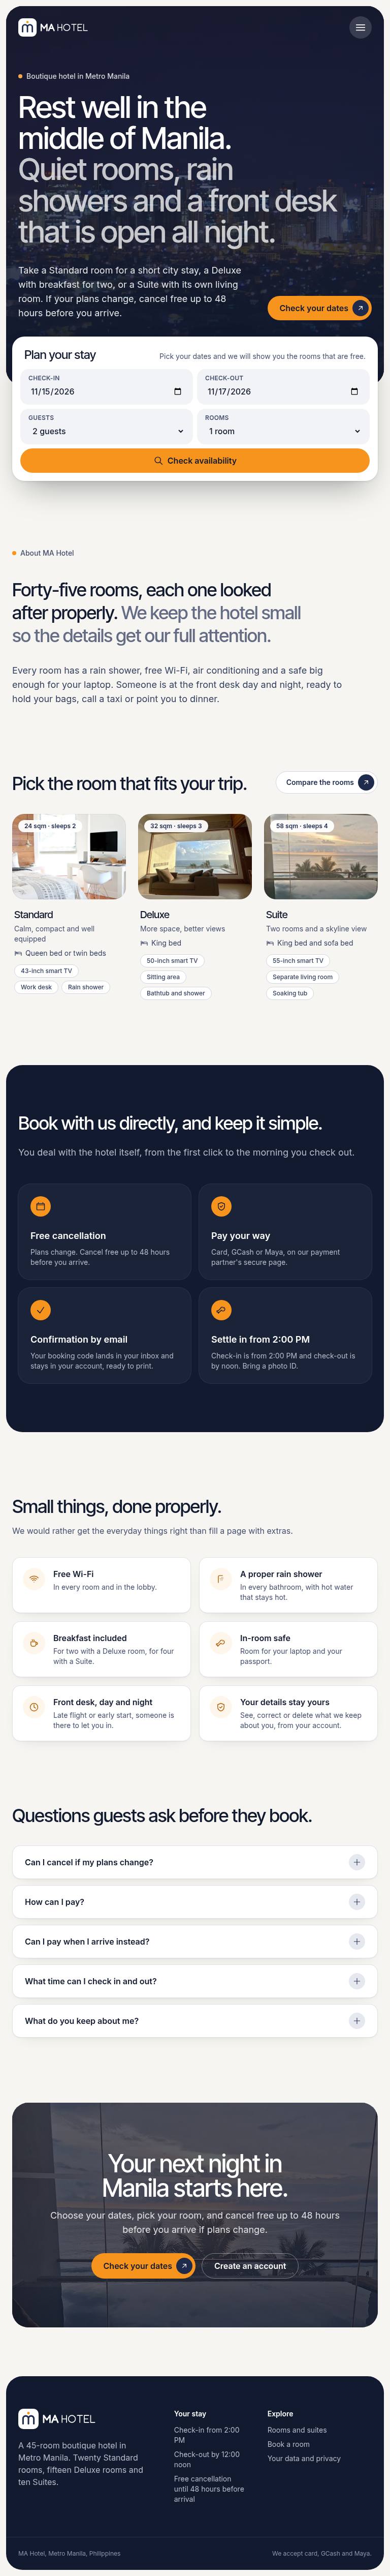 MA HOTEL
Boutique hotel in Metro Manila
Rest well in the
middle of Manila.
Quiet rooms, rain
showers and a front desk
that is open all night.
Take a Standard room for a short city stay, a Deluxe
with breakfast for two, or a Suite with its own living
room. If your plans change, cancel free up to 48
hours before you arrive.
Check your dates
Plan your stay
Pick your dates and we will show you the rooms that are free.
CHECK-IN
11/15/2026
CHECK-OUT
11/17/2026
GUESTS
2 guests
ROOMS
1 room
Check availability
About MA Hotel
Forty-five rooms, each one looked
after properly. We keep the hotel small
so the details get our full attention.
Every room has a rain shower, free Wi-Fi, air conditioning and a safe big
enough for your laptop. Someone is at the front desk day and night, ready to
hold your bags, call a taxi or point you to dinner.
Pick the room that fits your trip.
Compare the rooms
24 sqm · sleeps 2
Standard
Calm, compact and well
equipped
Queen bed or twin beds
43-inch smart TV
Work desk
Rain shower
32 sqm · sleeps 3
Deluxe
More space, better views
King bed
50-inch smart TV
Sitting area
Bathtub and shower
58 sqm · sleeps 4
Suite
Two rooms and a skyline view
King bed and sofa bed
55-inch smart TV
Separate living room
Soaking tub
Book with us directly, and keep it simple.
You deal with the hotel itself, from the first click to the morning you check out.
Free cancellation
Plans change. Cancel free up to 48 hours
before you arrive.
Pay your way
Card, GCash or Maya, on our payment
partner's secure page.
Confirmation by email
Your booking code lands in your inbox and
stays in your account, ready to print.
Settle in from 2:00 PM
Check-in is from 2:00 PM and check-out is
by noon. Bring a photo ID.
Small things, done properly.
We would rather get the everyday things right than fill a page with extras.
Free Wi-Fi
In every room and in the lobby.
A proper rain shower
In every bathroom, with hot water
that stays hot.
Breakfast included
For two with a Deluxe room, for four
with a Suite.
In-room safe
Room for your laptop and your
passport.
Front desk, day and night
Late flight or early start, someone is
there to let you in.
Your details stay yours
See, correct or delete what we keep
about you, from your account.
Questions guests ask before they book.
Can I cancel if my plans change?
How can I pay?
Can I pay when I arrive instead?
What time can I check in and out?
What do you keep about me?
Your next night in
Manila starts here.
Choose your dates, pick your room, and cancel free up to 48 hours
before you arrive if plans change.
Check your dates
Create an account
MA HOTEL
A 45-room boutique hotel in
Metro Manila. Twenty Standard
rooms, fifteen Deluxe rooms and
ten Suites.
Your stay
Check-in from 2:00
PM
Check-out by 12:00
noon
Free cancellation
until 48 hours before
arrival
Explore
Rooms and suites
Book a room
Your data and privacy
MA Hotel, Metro Manila, Philippines
We accept card, GCash and Maya.